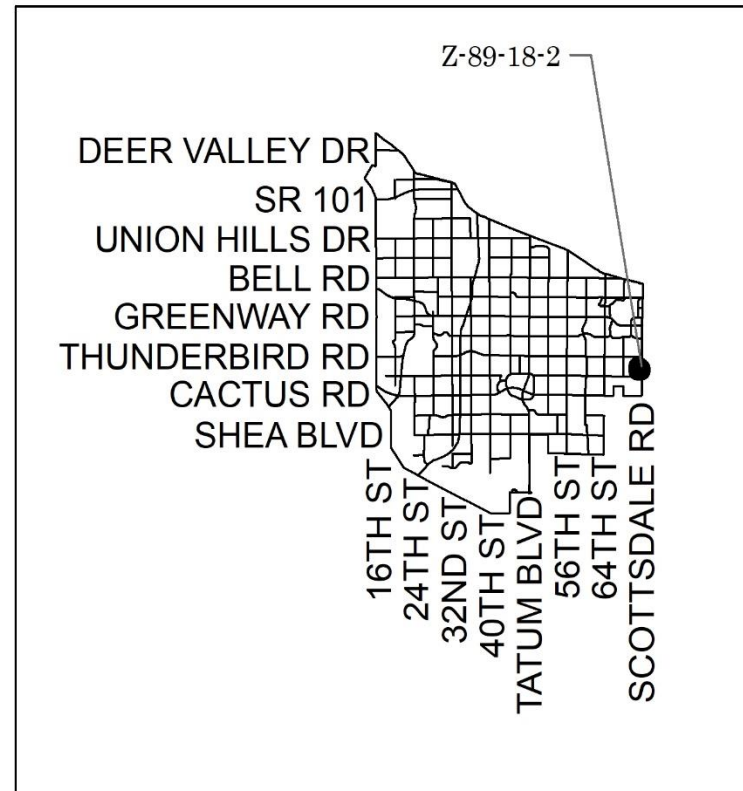 Z-89-18-2
DEER VALLEY DR
SR 101
UNION HILLS DR
BELL RD
GREENWAY RD
THUNDERBIRD RD
CACTUS RD
SHEA BLVD
16TH ST
24TH ST
32ND ST
40TH ST
TATUM BLVD
56TH ST
64TH ST
SCOTTSDALE RD